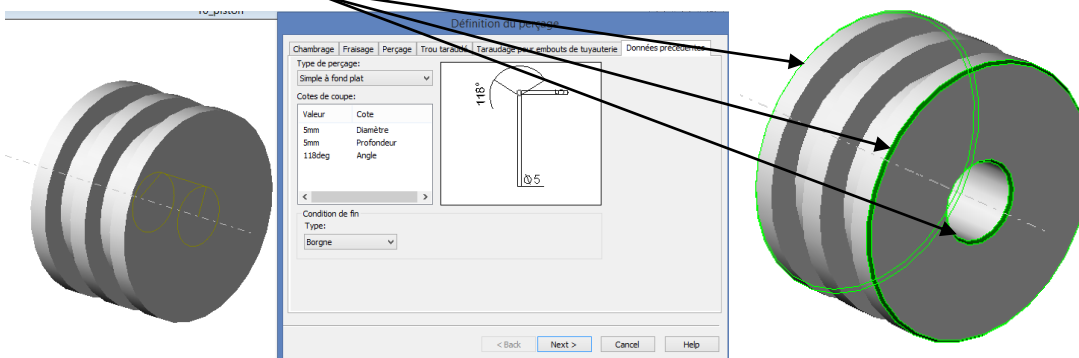 10_piston
Définition du perçage
Chambrage Fraisage Perçage Trou taraudé Taraudage pour embouts de tuyauterie Données précédentes
Type de perçage:
Simple à fond plat
Cotes de coupe:
Valeur Cote
5mm Diamètre
5mm Profondeur
118deg Angle
118°
Ø5
Condition de fin
Type:
Borgne
< Back Next > Cancel Help